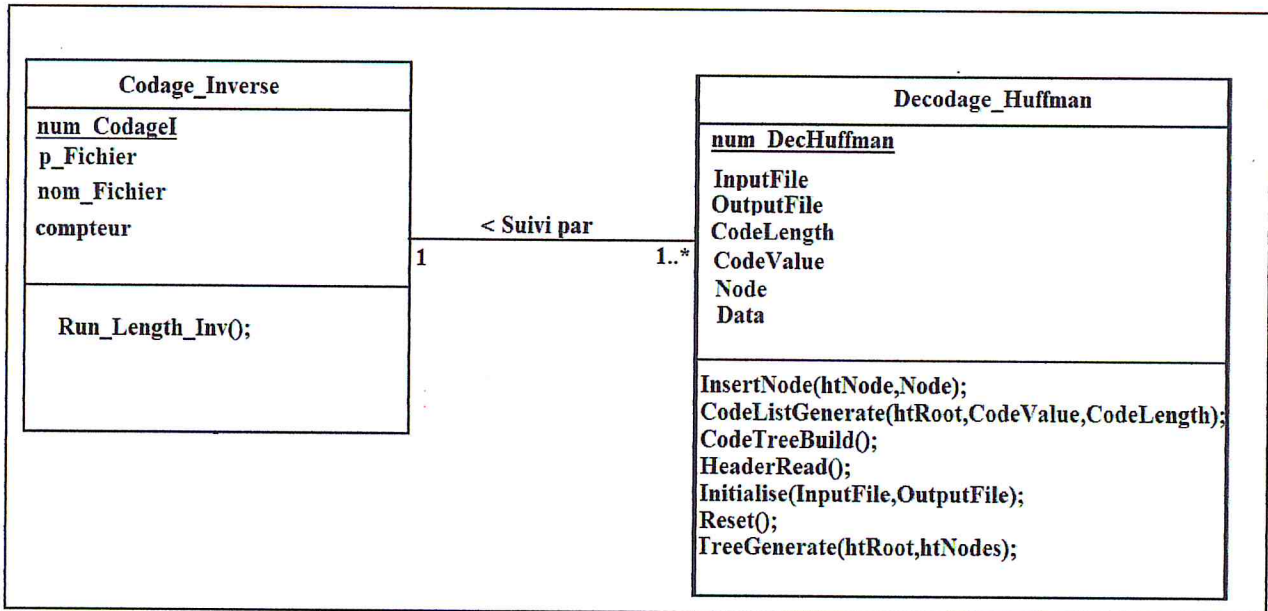 Codage_Inverse
num_CodageI
p_Fichier
nom_Fichier
compteur
Run_Length_Inv();
< Suivi par
1
1..*
Decodage_Huffman
num_DecHuffman
InputFile
OutputFile
CodeLength
CodeValue
Node
Data
InsertNode(htNode,Node);
CodeListGenerate(htRoot,CodeValue,CodeLength);
CodeTreeBuild();
HeaderRead();
Initialise(InputFile,OutputFile);
Reset();
TreeGenerate(htRoot,htNodes);